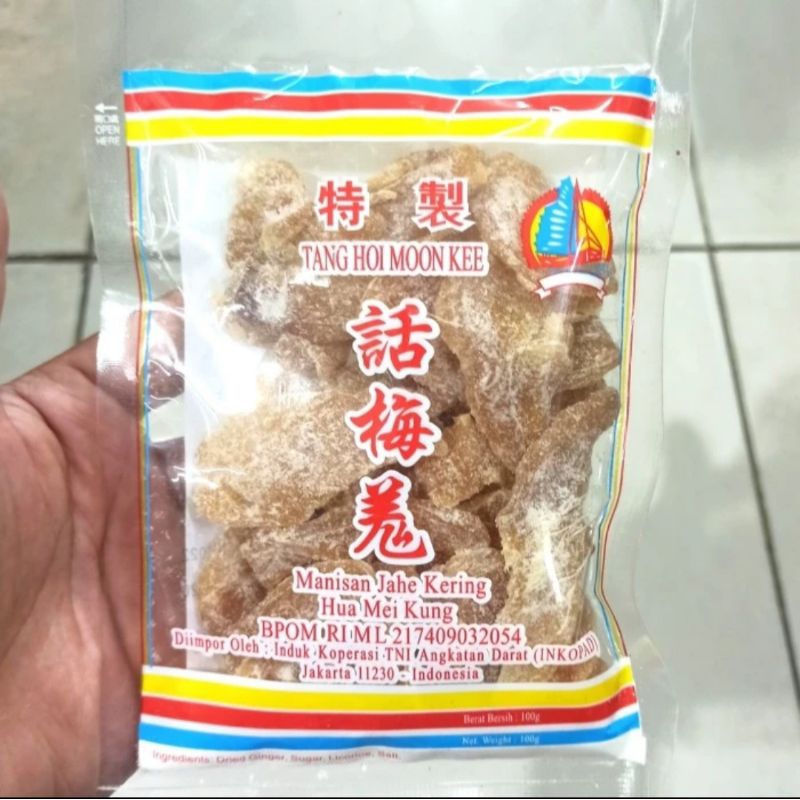 OPEN
HERE
特製
TANG HOI MOON KEE
話梅羗
Manisan Jahe Kering
Hua Mei Kung
BPOM RI ML 217409032054
Diimpor Oleh : Induk Koperasi TNI Angkatan Darat (INKOPAD)
Jakarta 11230 - Indonesia
Berat Bersih : 100g
Net. Weight : 100g
Ingredients: Dried Ginger, Sugar, Licorice, Salt.